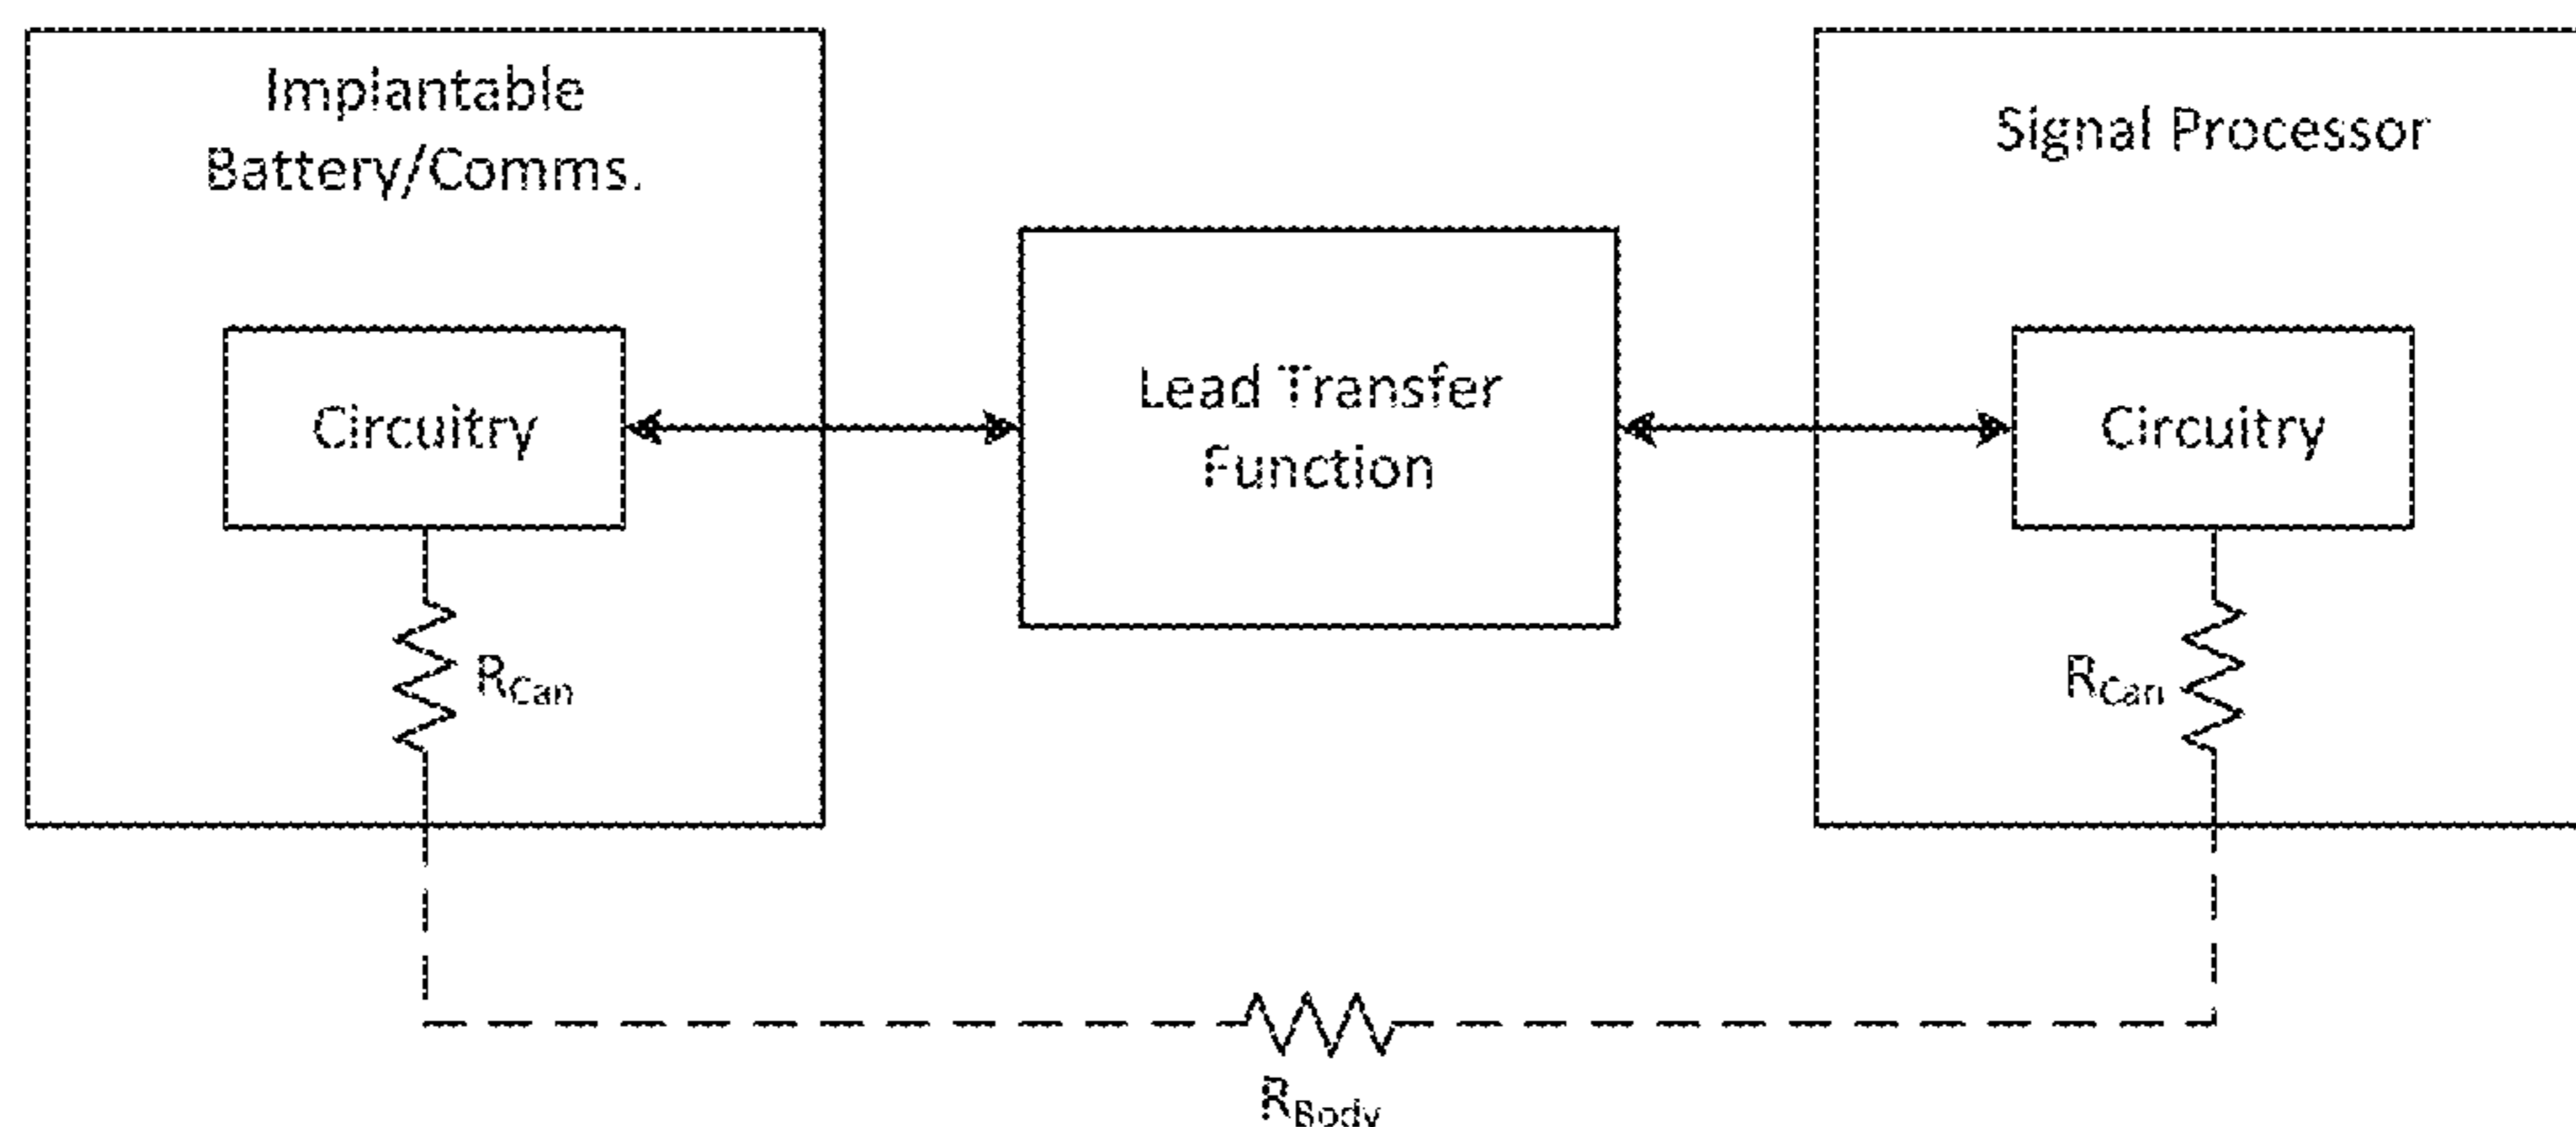 Implantable
Battery/Comms.
Signal Processor
Lead Transfer
Function
Circuitry
Circuitry
RCan
RCan
RBody